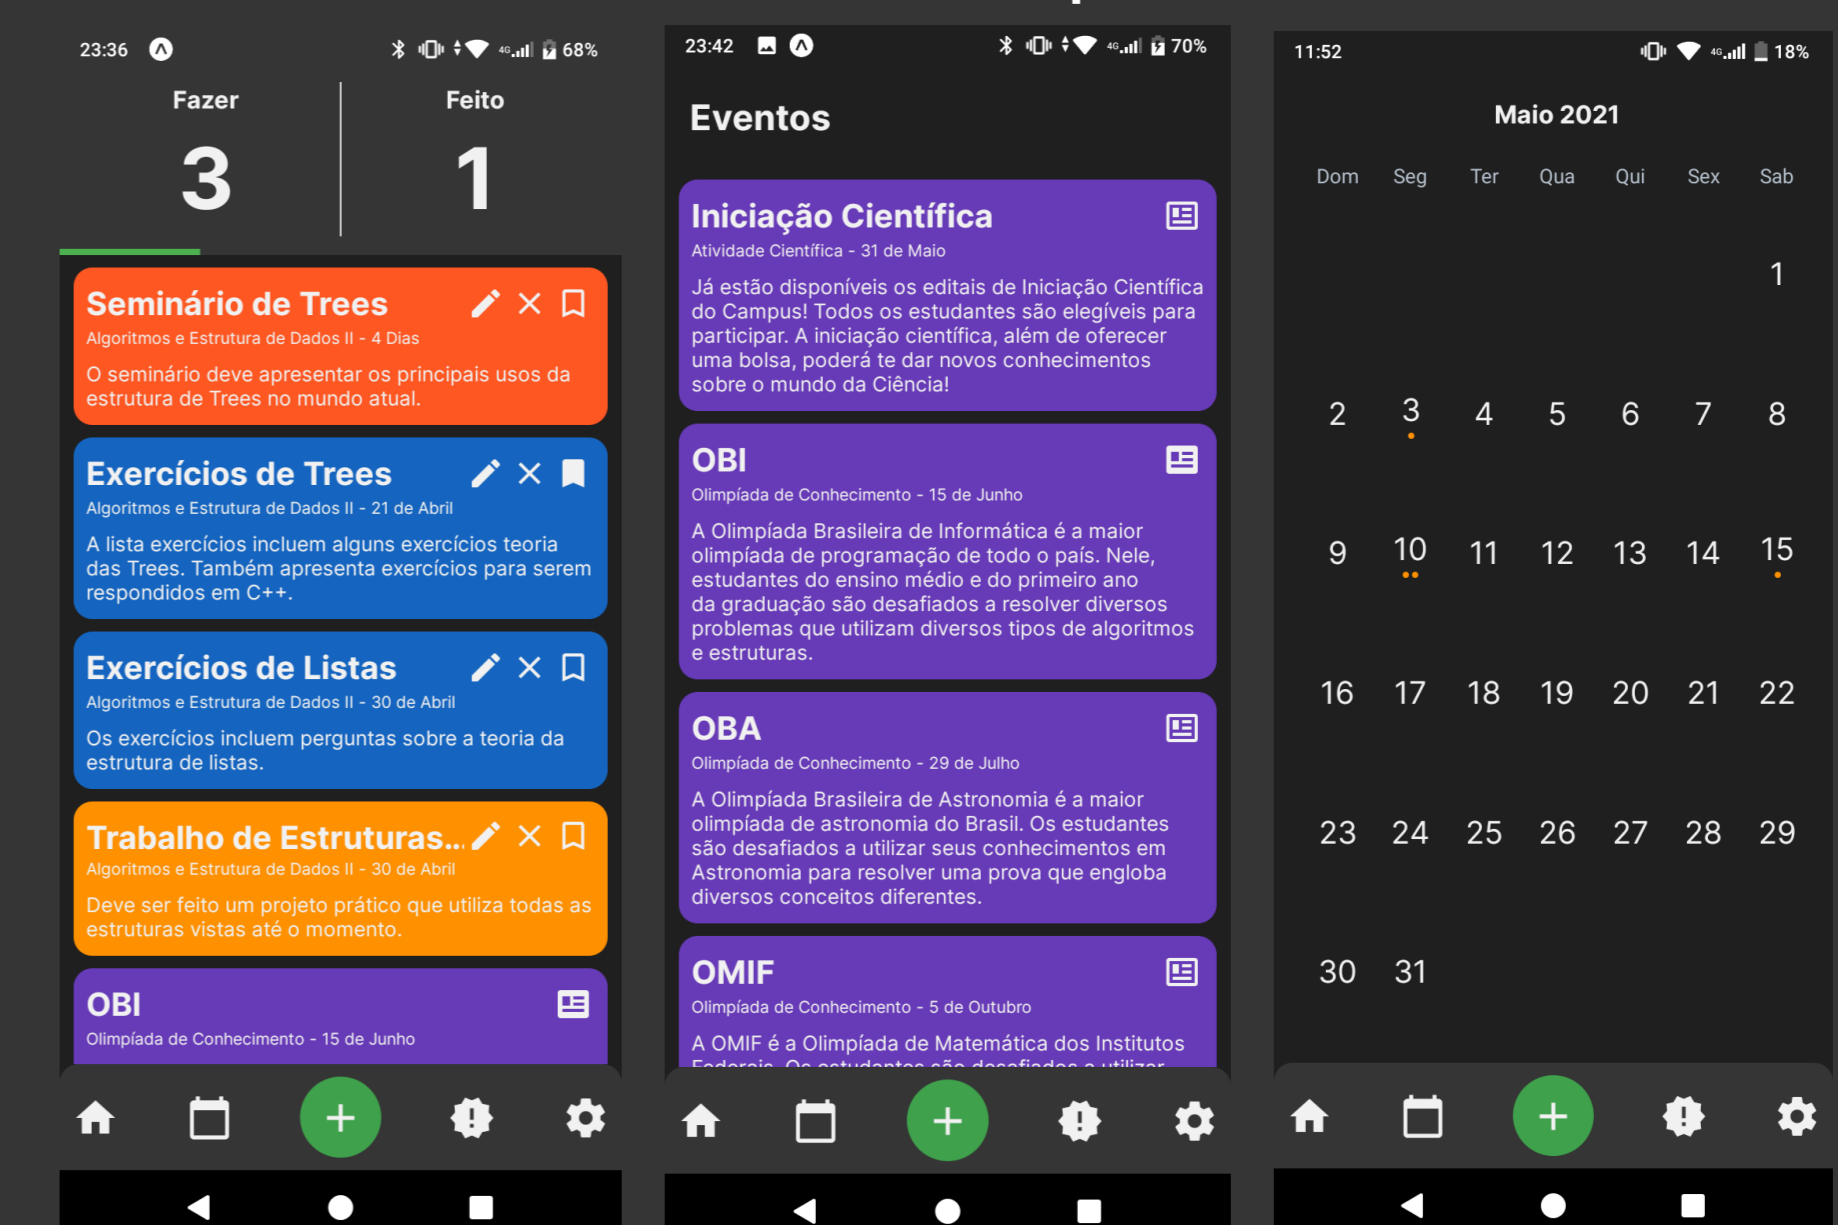 23:36
68%
Fazer
Feito
3
1
Seminário de Trees
Algoritmos e Estrutura de Dados II - 4 Dias
O seminário deve apresentar os principais usos da
estrutura de Trees no mundo atual.
Exercícios de Trees
Algoritmos e Estrutura de Dados II - 21 de Abril
A lista exercícios incluem alguns exercícios teoria
das Trees. Também apresenta exercícios para serem
respondidos em C++.
Exercícios de Listas
Algoritmos e Estrutura de Dados II - 30 de Abril
Os exercícios incluem perguntas sobre a teoria da
estrutura de listas.
Trabalho de Estruturas...
Algoritmos e Estrutura de Dados II - 30 de Abril
Deve ser feito um projeto prático que utiliza todas as
estruturas vistas até o momento.
OBI
Olimpíada de Conhecimento - 15 de Junho
23:42
4G
70%
Eventos
Iniciação Científica
Atividade Científica - 31 de Maio
Já estão disponíveis os editais de Iniciação Científica
do Campus! Todos os estudantes são elegíveis para
participar. A iniciação científica, além de oferecer
uma bolsa, poderá te dar novos conhecimentos
sobre o mundo da Ciência!
OBI
Olimpíada de Conhecimento - 15 de Junho
A Olimpíada Brasileira de Informática é a maior
olimpíada de programação de todo o país. Nele,
estudantes do ensino médio e do primeiro ano
da graduação são desafiados a resolver diversos
problemas que utilizam diversos tipos de algoritmos
e estruturas.
OBA
Olimpíada de Conhecimento - 29 de Julho
A Olimpíada Brasileira de Astronomia é a maior
olimpíada de astronomia do Brasil. Os estudantes
são desafiados a utilizar seus conhecimentos em
Astronomia para resolver uma prova que engloba
diversos conceitos diferentes.
OMIF
Olimpíada de Conhecimento - 5 de Outubro
A OMIF é a Olimpíada de Matemática dos Institutos
Federais. Os estudantes são desafiados a utilizar
11:52
4G
18%
Maio 2021
Dom Seg Ter Qua Qui Sex Sab
1
2 3 4 5 6 7 8
9 10 11 12 13 14 15
16 17 18 19 20 21 22
23 24 25 26 27 28 29
30 31